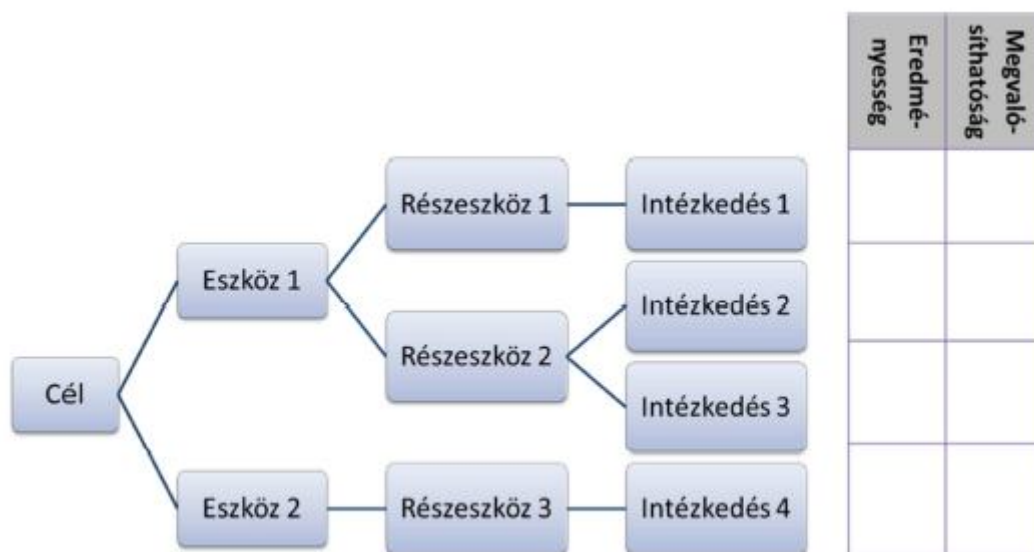 Eredmé-
nyesség
Megvaló-
síthatóság
Részeszköz 1
Intézkedés 1
Eszköz 1
Intézkedés 2
Részeszköz 2
Cél
Intézkedés 3
Eszköz 2
Részeszköz 3
Intézkedés 4